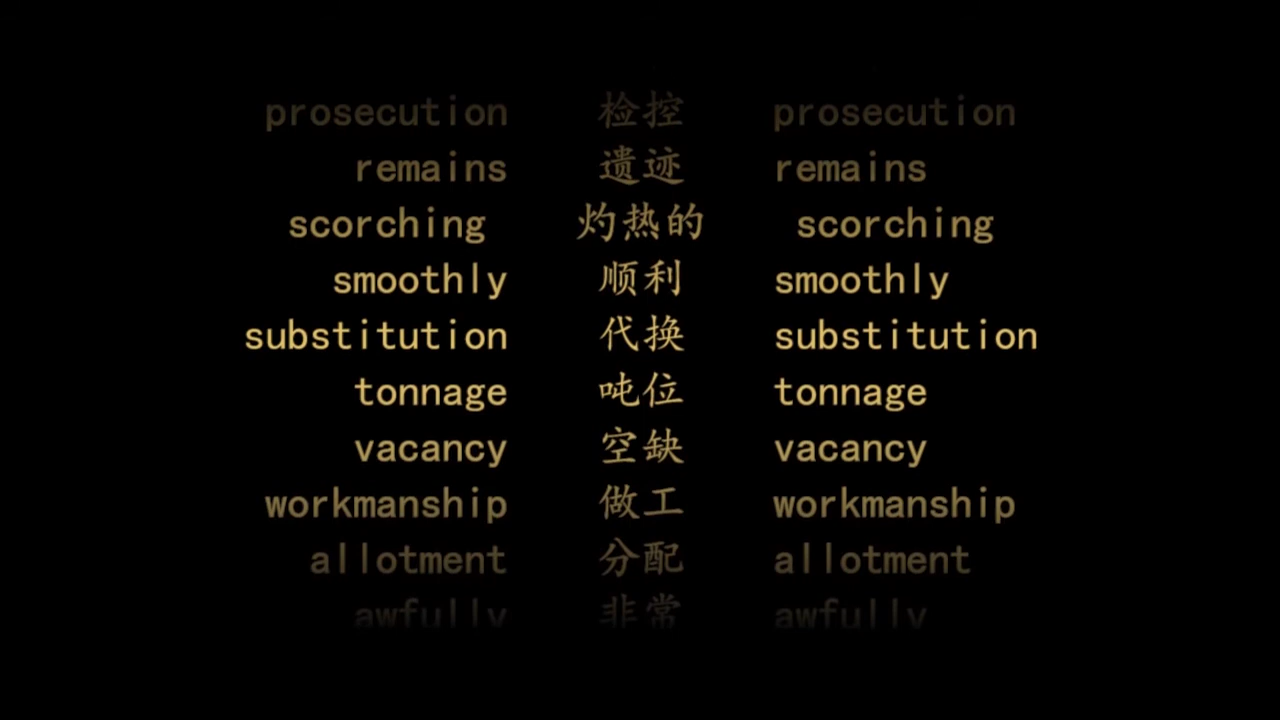 prosecution 检控 prosecution
remains 遗迹 remains
scorching 灼热的 scorching
smoothly 顺利 smoothly
substitution 代换 substitution
tonnage 吨位 tonnage
vacancy 空缺 vacancy
workmanship 做工 workmanship
allotment 分配 allotment
awfully 非常 awfully